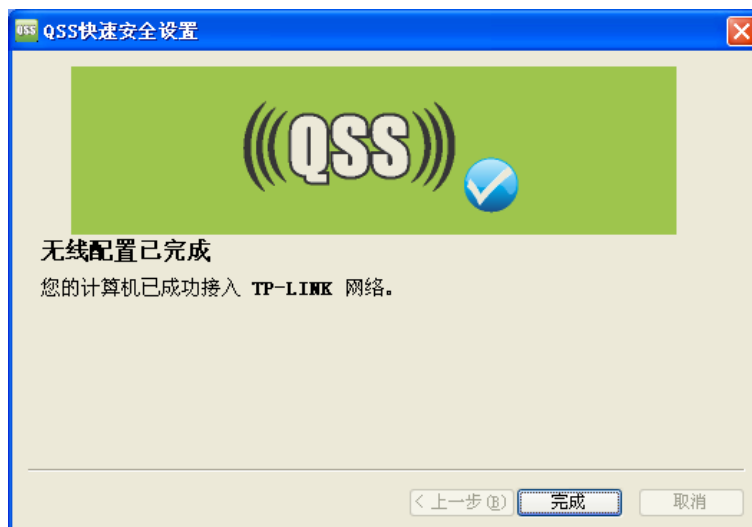 QSS QSS快速安全设置
QSS
无线配置已完成
您的计算机已成功接入 TP-LINK 网络。
< 上一步(B)
完成
取消